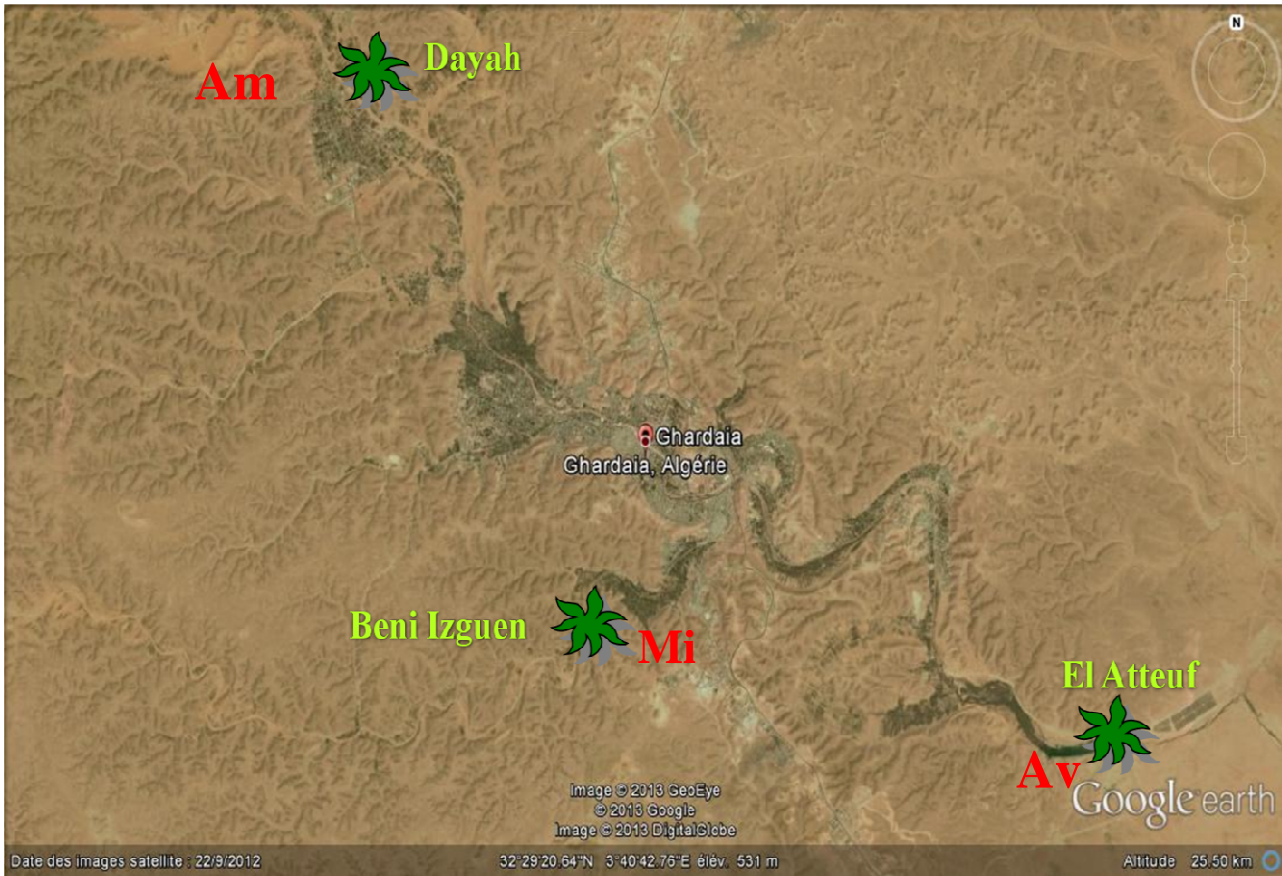 N
Dayah
Am
Ghardaia
Ghardaia, Algérie
Beni Izguen
Mi
El Atteuf
Av
Image © 2013 GeoEye
© 2013 Google
Image © 2013 DigitalGlobe
Google earth
Date des images satellite : 22/9/2012 32°29'20.64"N 3°40'42.76"E élév. 531 m Altitude 25.50 km